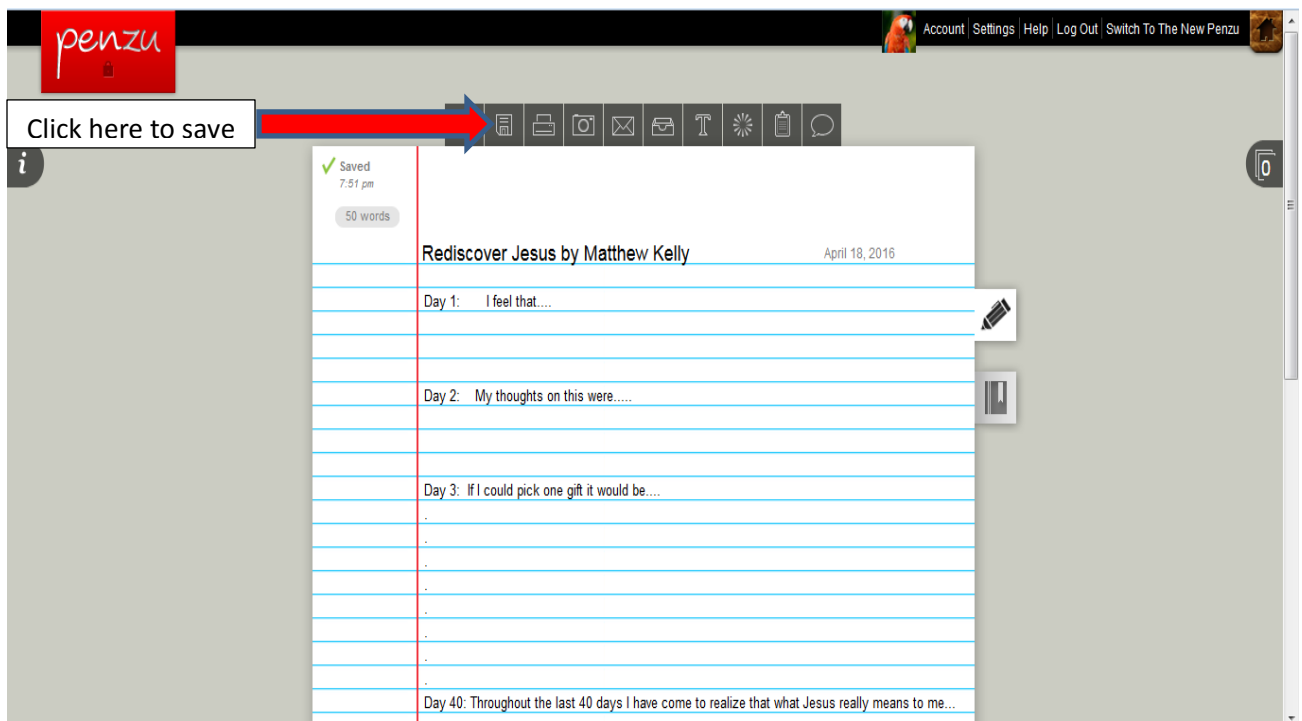 penzu
Account Settings Help Log Out Switch To The New Penzu
Click here to save
T
i
Saved
7:51 pm
0
50 words
Rediscover Jesus by Matthew Kelly
April 18, 2016
Day 1: I feel that....
Day 2: My thoughts on this were.....
Day 3: If I could pick one gift it would be....
.
.
.
.
.
.
.
.
Day 40: Throughout the last 40 days I have come to realize that what Jesus really means to me...